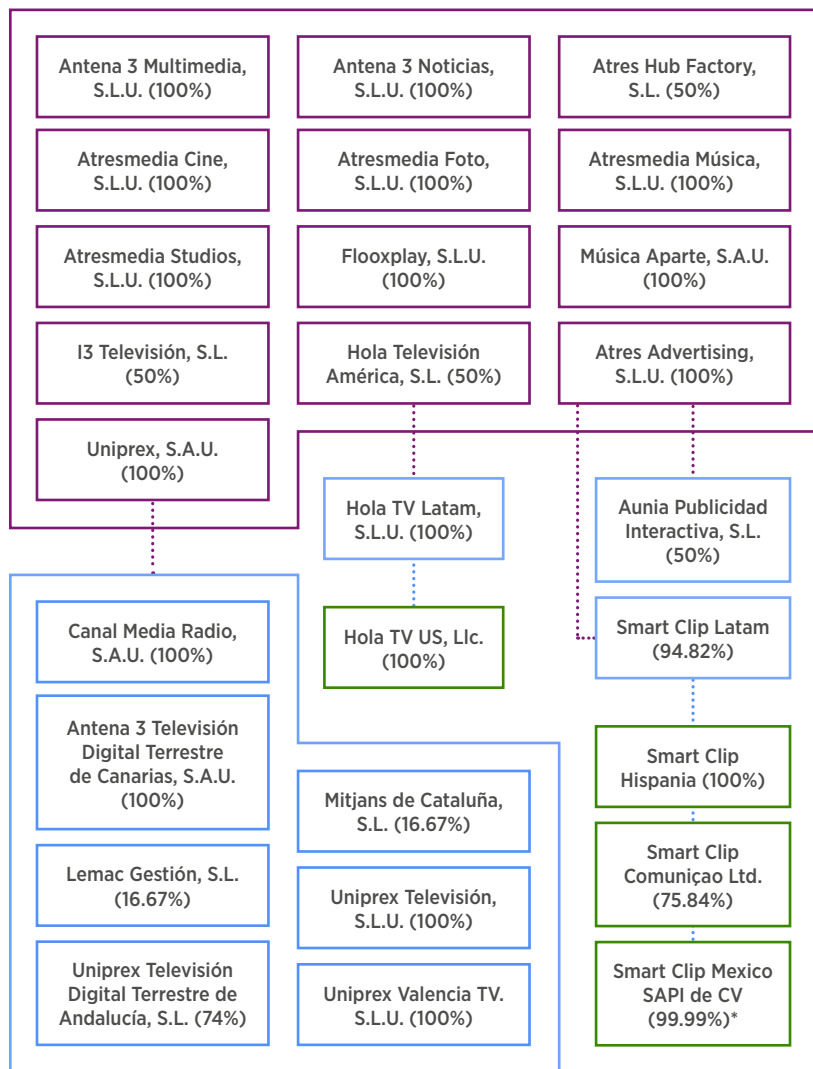 Antena 3 Multimedia,
S.L.U. (100%)
Antena 3 Noticias,
S.L.U. (100%)
Atres Hub Factory,
S.L. (50%)
Atresmedia Cine,
S.L.U. (100%)
Atresmedia Foto,
S.L.U. (100%)
Atresmedia Música,
S.L.U. (100%)
Atresmedia Studios,
S.L.U. (100%)
Flooxplay, S.L.U.
(100%)
Música Aparte, S.A.U.
(100%)
I3 Televisión, S.L.
(50%)
Hola Televisión
América, S.L. (50%)
Atres Advertising,
S.L.U. (100%)
Uniprex, S.A.U.
(100%)
Hola TV Latam,
S.L.U. (100%)
Aunia Publicidad
Interactiva, S.L.
(50%)
Canal Media Radio,
S.A.U. (100%)
Hola TV US, Llc.
(100%)
Smart Clip Latam
(94.82%)
Antena 3 Televisión
Digital Terrestre
de Canarias, S.A.U.
(100%)
Mitjans de Cataluña,
S.L. (16.67%)
Smart Clip
Hispania (100%)
Lemac Gestión, S.L.
(16.67%)
Uniprex Televisión,
S.L.U. (100%)
Smart Clip
Comuniçao Ltd.
(75.84%)
Uniprex Televisión
Digital Terrestre de
Andalucía, S.L. (74%)
Uniprex Valencia TV.
S.L.U. (100%)
Smart Clip Mexico
SAPI de CV
(99.99%)*